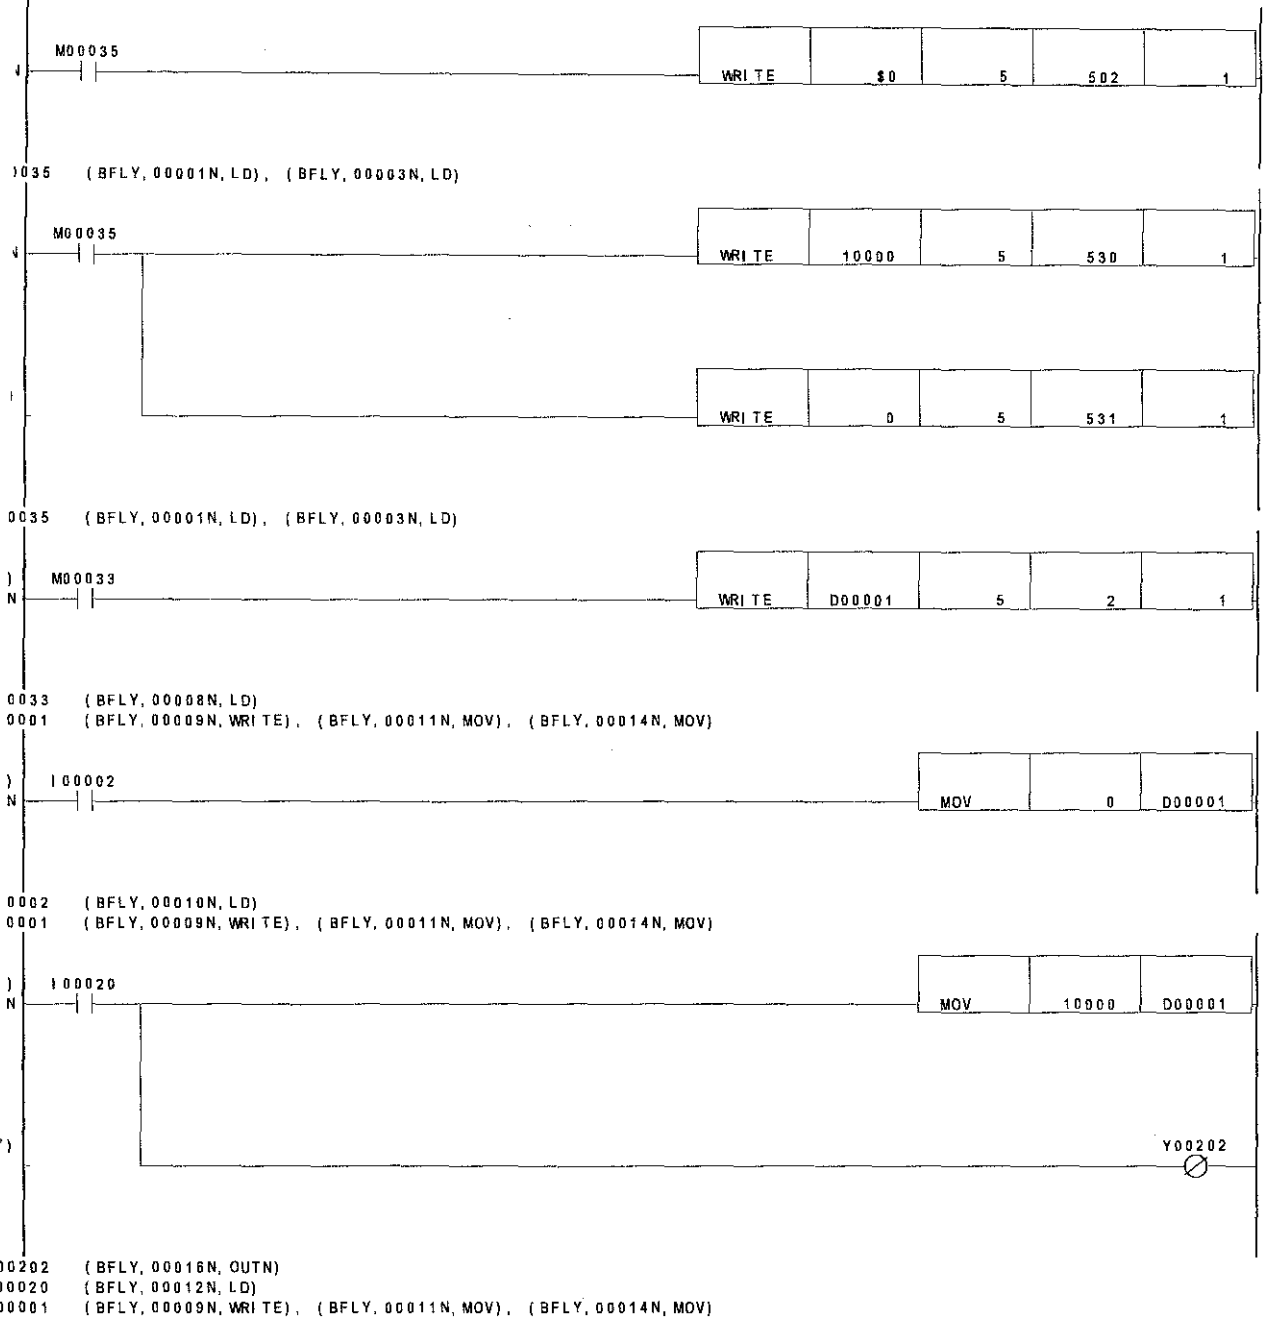 M00035
N WRITE $0 5 502 1
0035 (BFLY, 00001N, LD), (BFLY, 00003N, LD)
M00035
N WRITE 10000 5 530 1
WRITE 0 5 531 1
0035 (BFLY, 00001N, LD), (BFLY, 00003N, LD)
) M00033
N WRITE D00001 5 2 1
0033 (BFLY, 00008N, LD)
0001 (BFLY, 00009N, WRITE), (BFLY, 00011N, MOV), (BFLY, 00014N, MOV)
) I00002
N MOV 0 D00001
0002 (BFLY, 00010N, LD)
0001 (BFLY, 00009N, WRITE), (BFLY, 00011N, MOV), (BFLY, 00014N, MOV)
) I00020
N MOV 10000 D00001
) Y00202
00202 (BFLY, 00016N, OUTN)
00020 (BFLY, 00012N, LD)
00001 (BFLY, 00009N, WRITE), (BFLY, 00011N, MOV), (BFLY, 00014N, MOV)